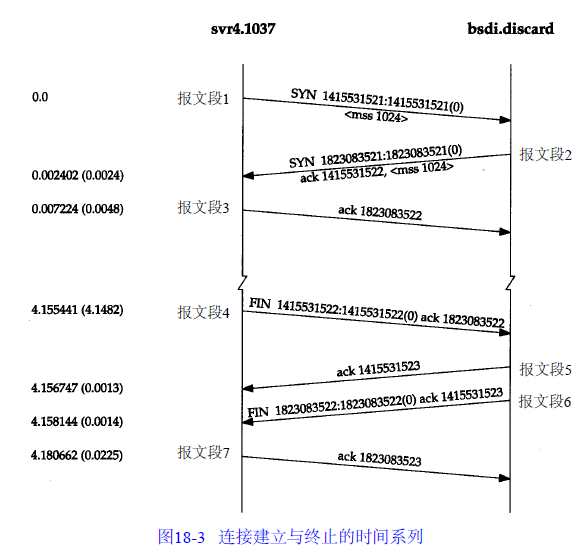 svr4.1037 bsdi.discard
0.0 报文段1 SYN 1415531521:1415531521(0)
<mss 1024>
SYN 1823083521:1823083521(0) 报文段2
0.002402 (0.0024) ack 1415531522, <mss 1024>
0.007224 (0.0048) 报文段3 ack 1823083522
4.155441 (4.1482) 报文段4 FIN 1415531522:1415531522(0) ack 1823083522
ack 1415531523 报文段5
4.156747 (0.0013)
FIN 1823083522:1823083522(0) ack 1415531523 报文段6
4.158144 (0.0014)
4.180662 (0.0225) 报文段7 ack 1823083523
图18-3 连接建立与终止的时间系列